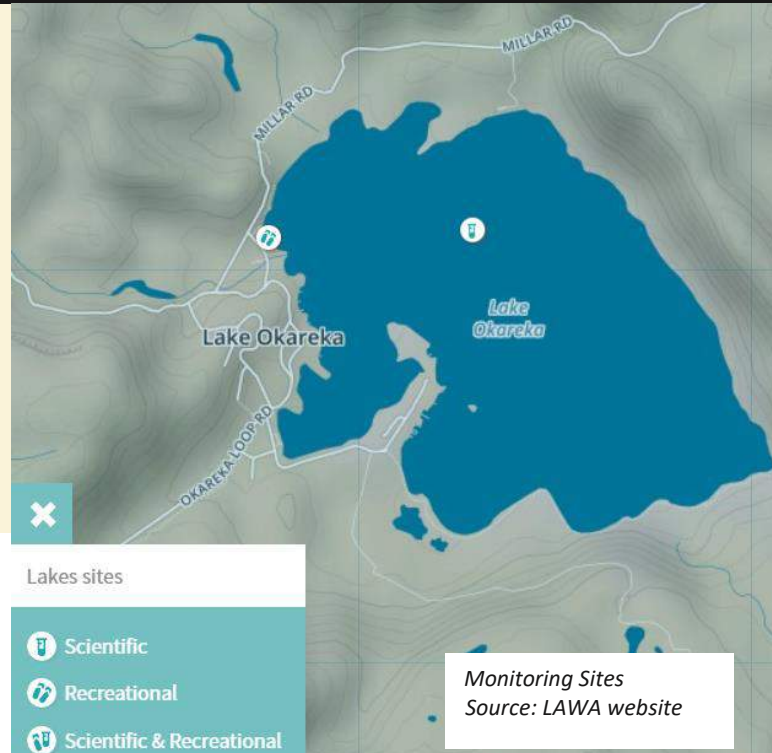 MILLAR RD
MILLAR RD
Lake
Okareka
Lake Okareka
OKAREKA LOOP RD
Lakes sites
Scientific
Recreational
Scientific & Recreational
Monitoring Sites
Source: LAWA website